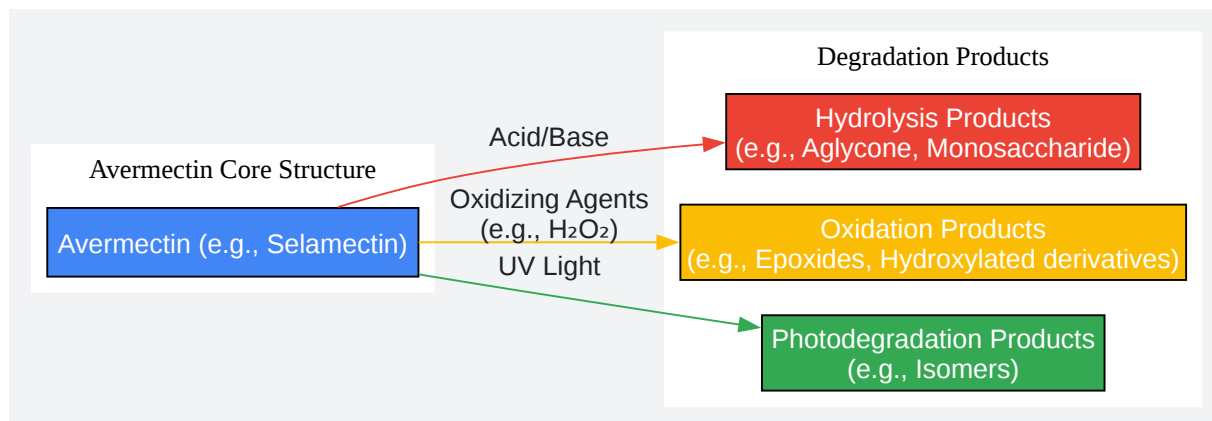 Avermectin Core Structure
Avermectin (e.g., Selamectin)
Acid/Base
Oxidizing Agents
(e.g., H₂O₂)
UV Light
Degradation Products
Hydrolysis Products
(e.g., Aglycone, Monosaccharide)
Oxidation Products
(e.g., Epoxides, Hydroxylated derivatives)
Photodegradation Products
(e.g., Isomers)